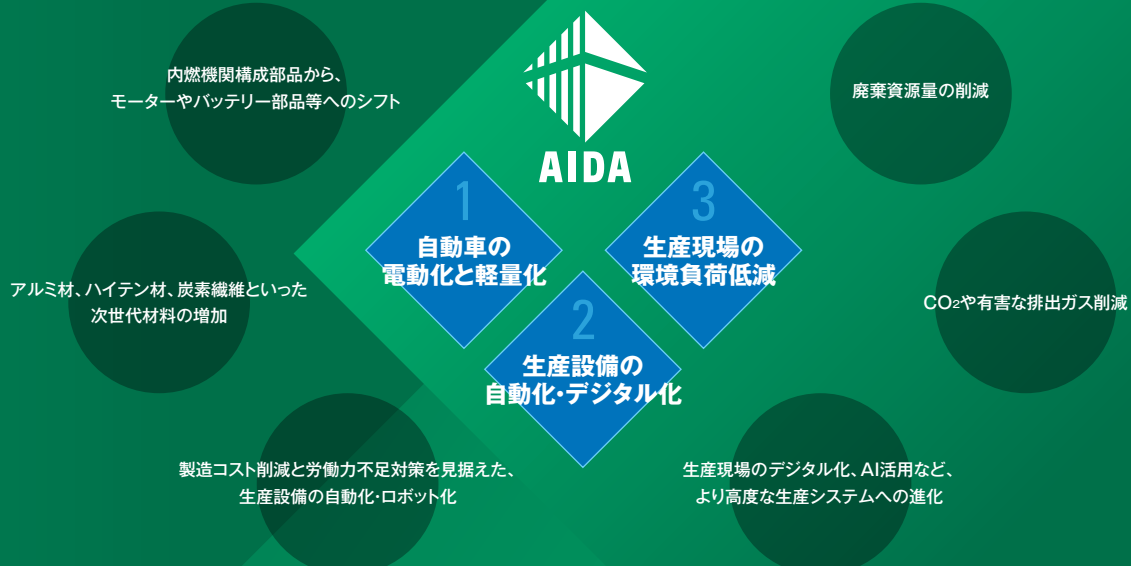 AIDA
1
自動車の
電動化と軽量化
2
生産設備の
自動化・デジタル化
3
生産現場の
環境負荷低減
内燃機関構成部品から、
モーターやバッテリー部品等へのシフト
アルミ材、ハイテン材、炭素繊維といった
次世代材料の増加
製造コスト削減と労働力不足対策を見据えた、
生産設備の自動化・ロボット化
生産現場のデジタル化、AI活用など、
より高度な生産システムへの進化
CO₂や有害な排出ガス削減
廃棄資源量の削減